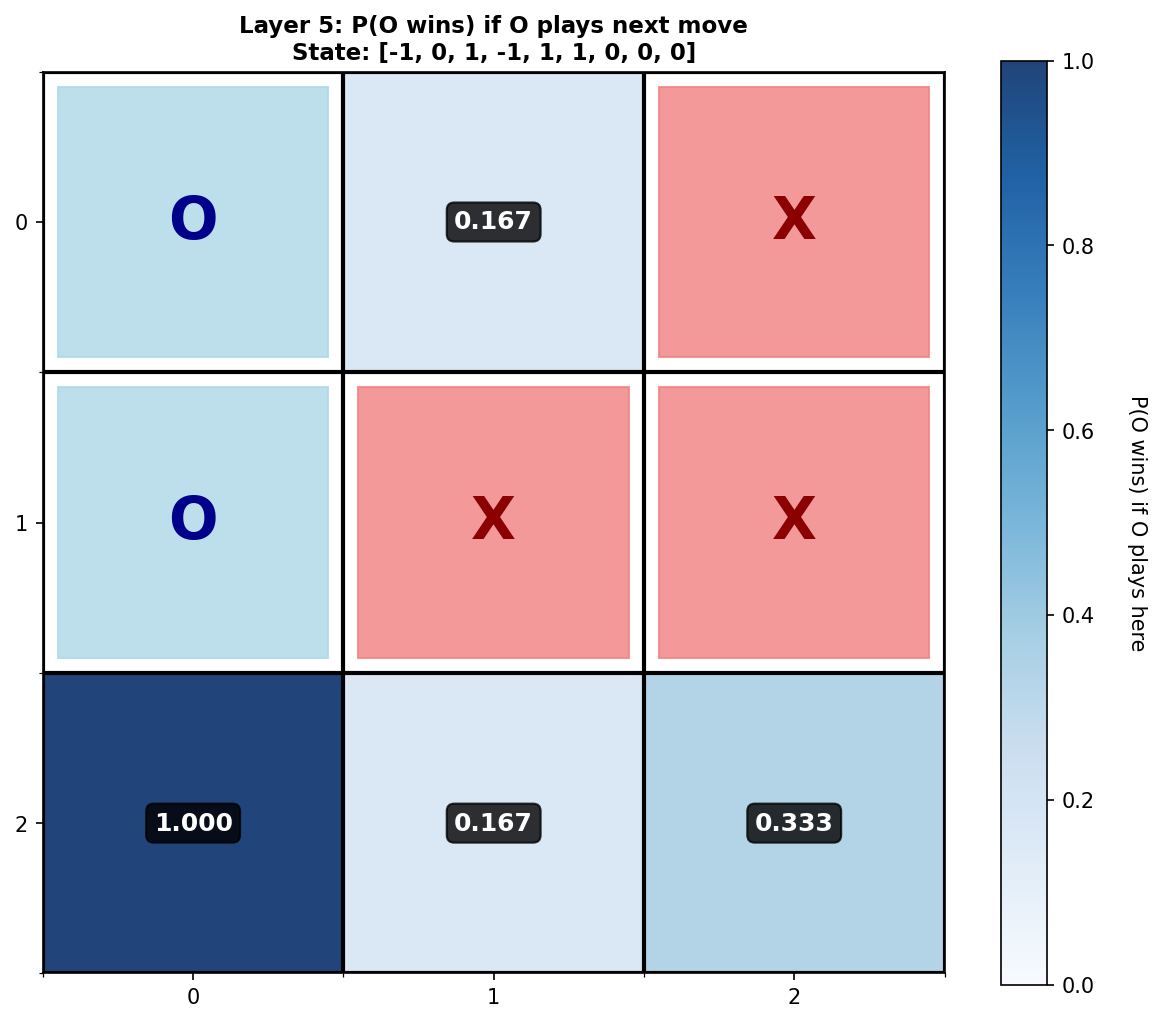 Layer 5: P(O wins) if O plays next move
State: [-1, 0, 1, -1, 1, 1, 0, 0, 0]
O
0.167
X
O
X
X
1.000
0.167
0.333
0
1
2
0
1
2
1.0
0.8
0.6
0.4
0.2
0.0
P(O wins) if O plays here